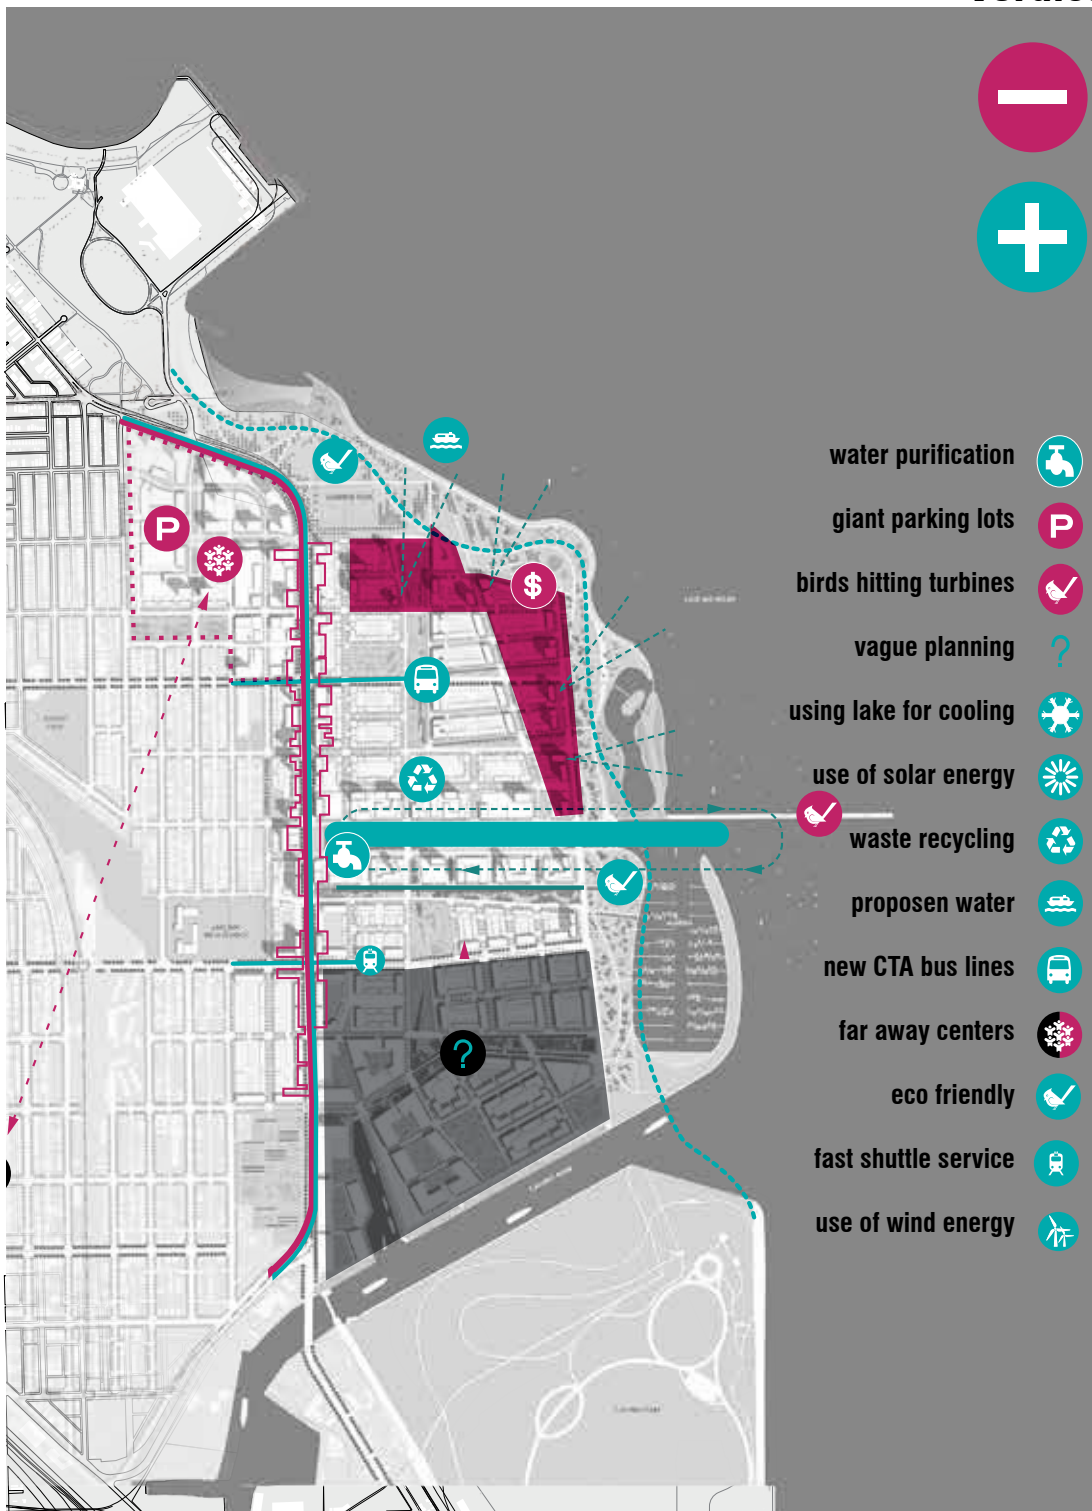 water purification
giant parking lots
P
P
birds hitting turbines
$
vague planning
?
using lake for cooling
use of solar energy
waste recycling
proposen water
new CTA bus lines
far away centers
?
eco friendly
fast shuttle service
use of wind energy